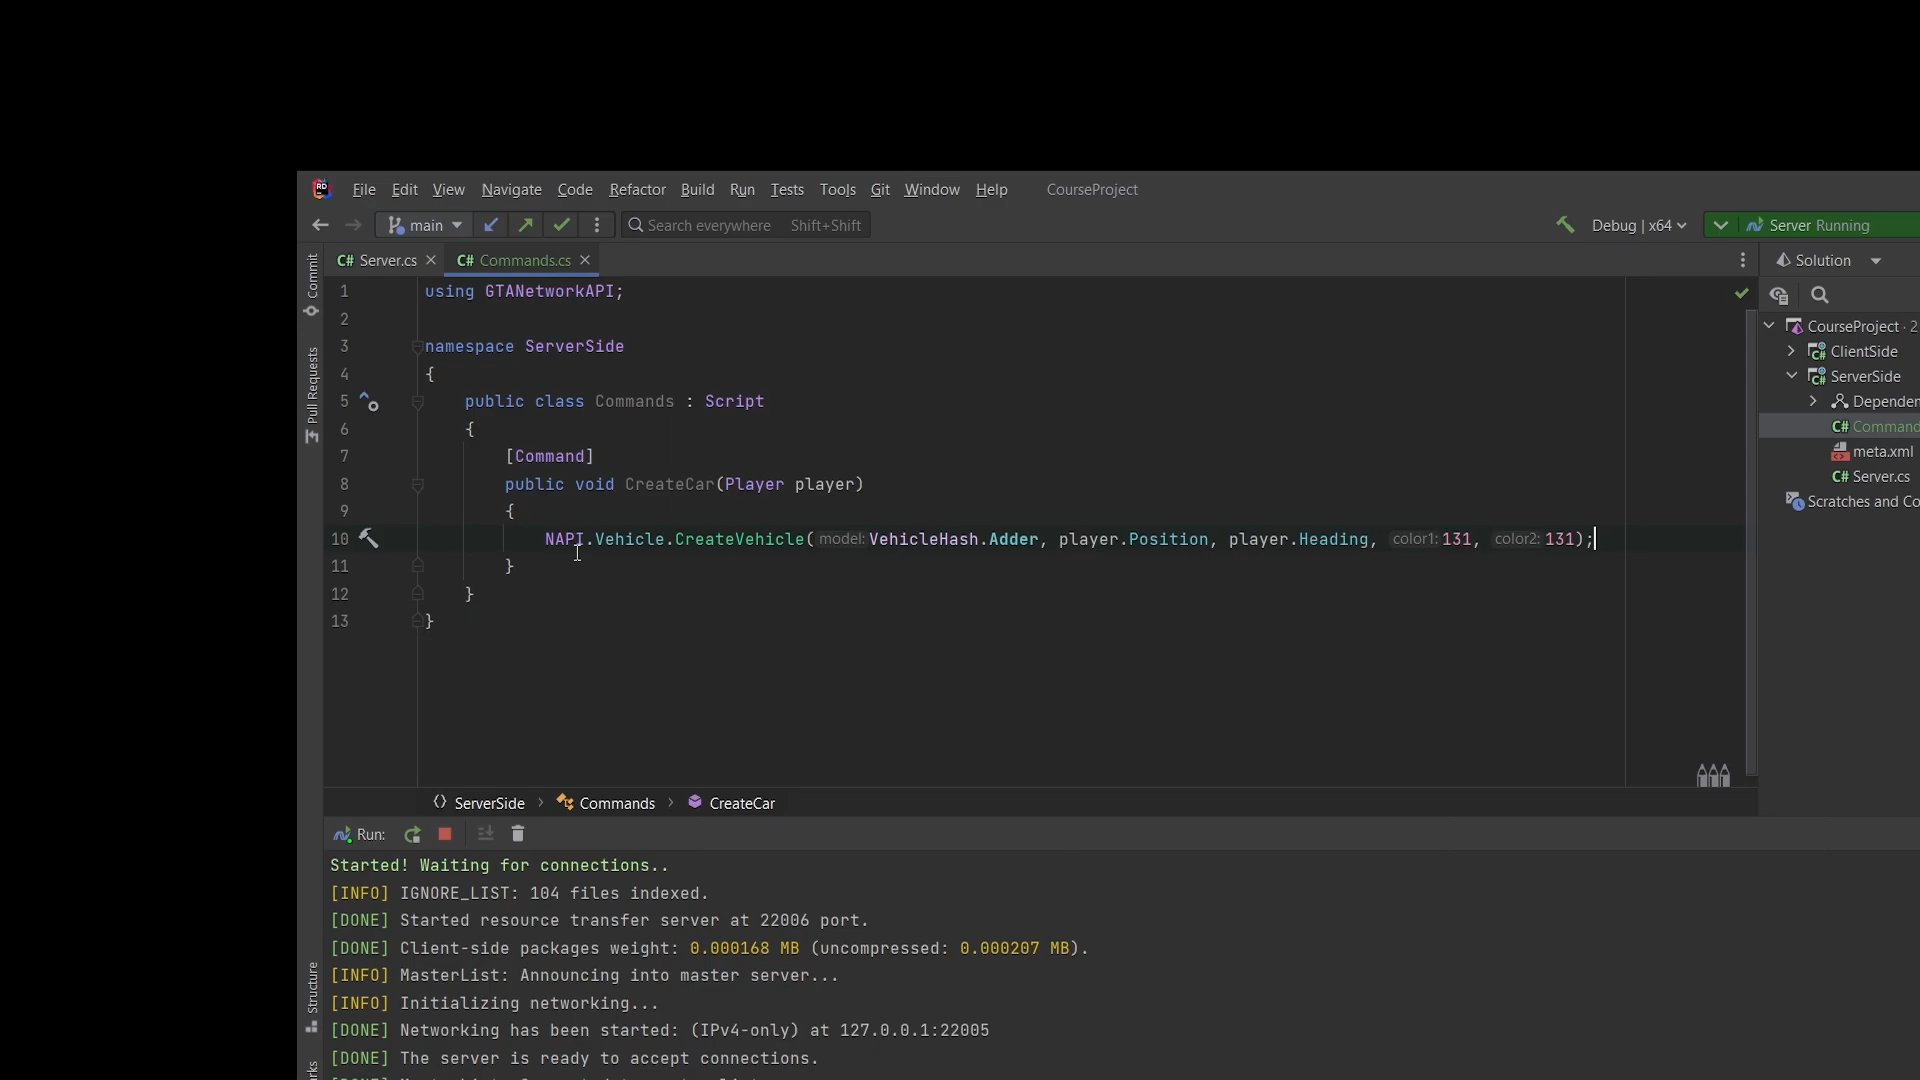 File Edit View Navigate Code Refactor Build Run Tests Tools Git Window Help CourseProject
main Search everywhere Shift+Shift Debug | x64 Server Running
C# Server.cs C# Commands.cs Solution
Commit
Pull Requests
Structure
1 using GTANetworkAPI;
2
3 namespace ServerSide
4 {
5 public class Commands : Script
6 {
7 [Command]
8 public void CreateCar(Player player)
9 {
10 NAPI.Vehicle.CreateVehicle( model: VehicleHash.Adder, player.Position, player.Heading, color1: 131, color2: 131);
11 }
12 }
13 }
CourseProject · 2
ClientSide
ServerSide
Dependen
C# Command
meta.xml
C# Server.cs
Scratches and Co
ServerSide › Commands › CreateCar
Run:
Started! Waiting for connections..
[INFO] IGNORE_LIST: 104 files indexed.
[DONE] Started resource transfer server at 22006 port.
[DONE] Client-side packages weight: 0.000168 MB (uncompressed: 0.000207 MB).
[INFO] MasterList: Announcing into master server...
[INFO] Initializing networking...
[DONE] Networking has been started: (IPv4-only) at 127.0.0.1:22005
[DONE] The server is ready to accept connections.